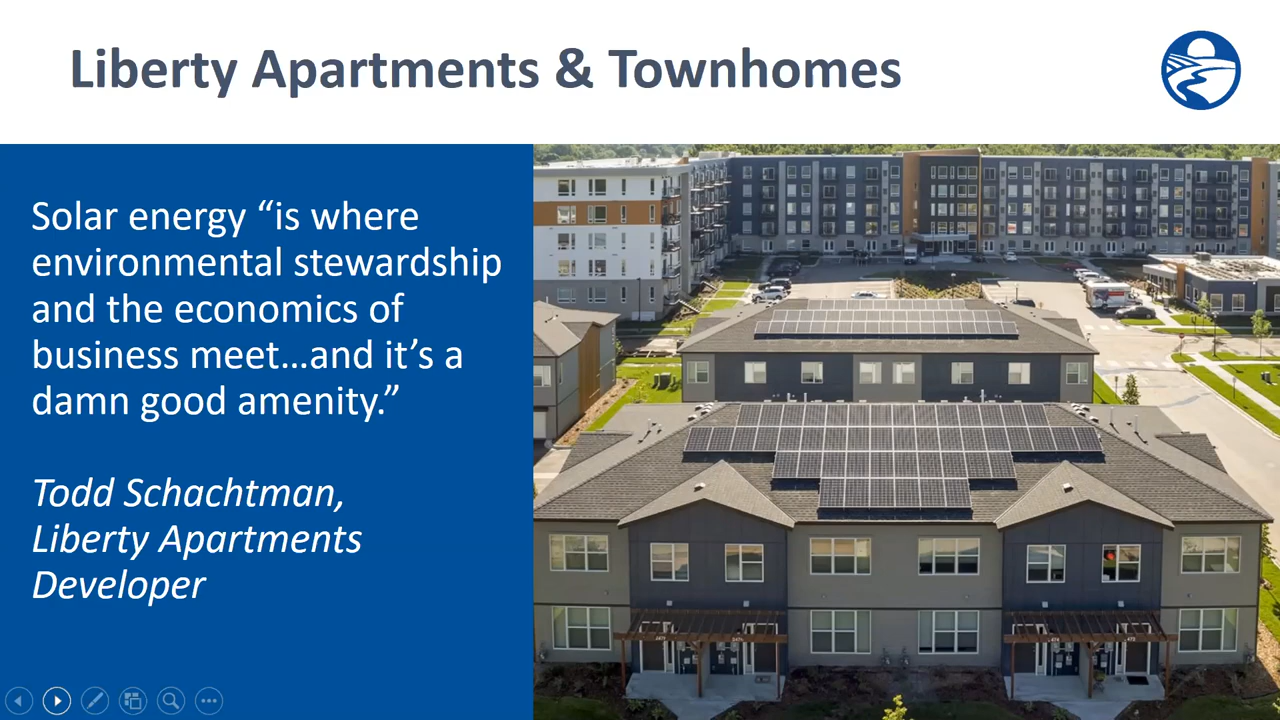 Liberty Apartments & Townhomes
Solar energy “is where
environmental stewardship
and the economics of
business meet…and it’s a
damn good amenity.”
Todd Schachtman,
Liberty Apartments
Developer